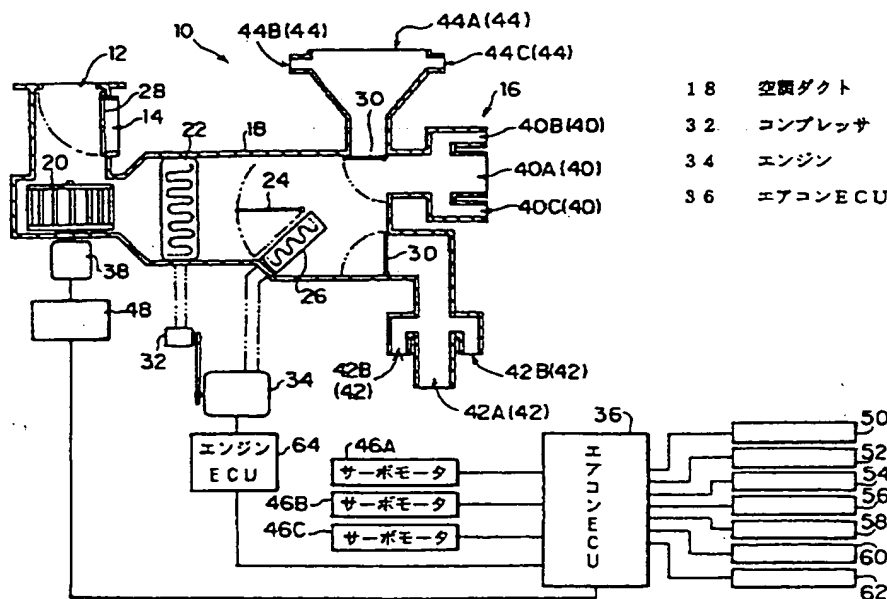 44A(44)
44B(44)
10
44C(44)
12
16
28
14
22
18
30
40B(40)
20
24
40A(40)
40C(40)
30
38
26
48
32
34
42B
(42)
42B(42)
42A(42)
36
18 空調ダクト
32 コンプレッサ
34 エンジン
36 エアコンECU
エンジン
ECU
64
46A
サーボモータ
46B
サーボモータ
46C
サーボモータ
エアコンECU
50
52
54
56
58
60
62